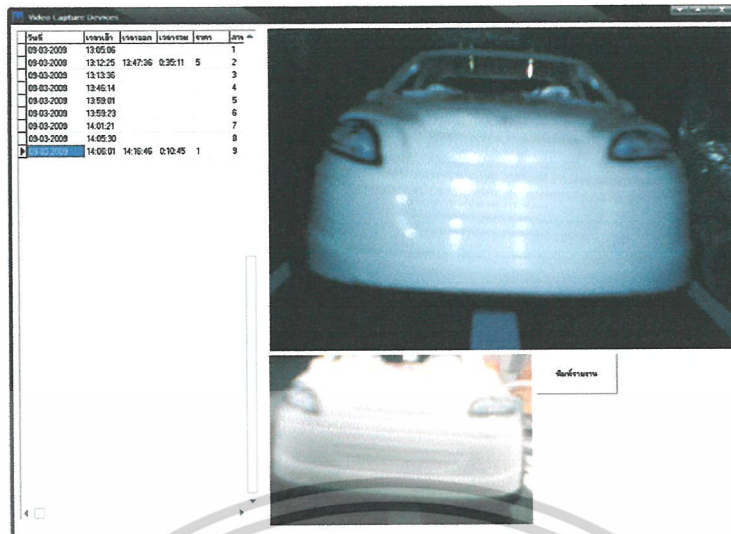 Video Capture Devices
วันที่ เวลาเข้า เวลาออก เวลารวม ราคา
09-03-2009 13:05:06 1
09-03-2009 13:12:25 13:47:36 0:35:11 5 2
09-03-2009 13:13:36 3
09-03-2009 13:46:14 4
09-03-2009 13:59:01 5
09-03-2009 13:59:23 6
09-03-2009 14:01:21 7
09-03-2009 14:05:30 8
09-03-2009 14:06:01 14:16:46 0:10:45 1 9
พิมพ์รายงาน